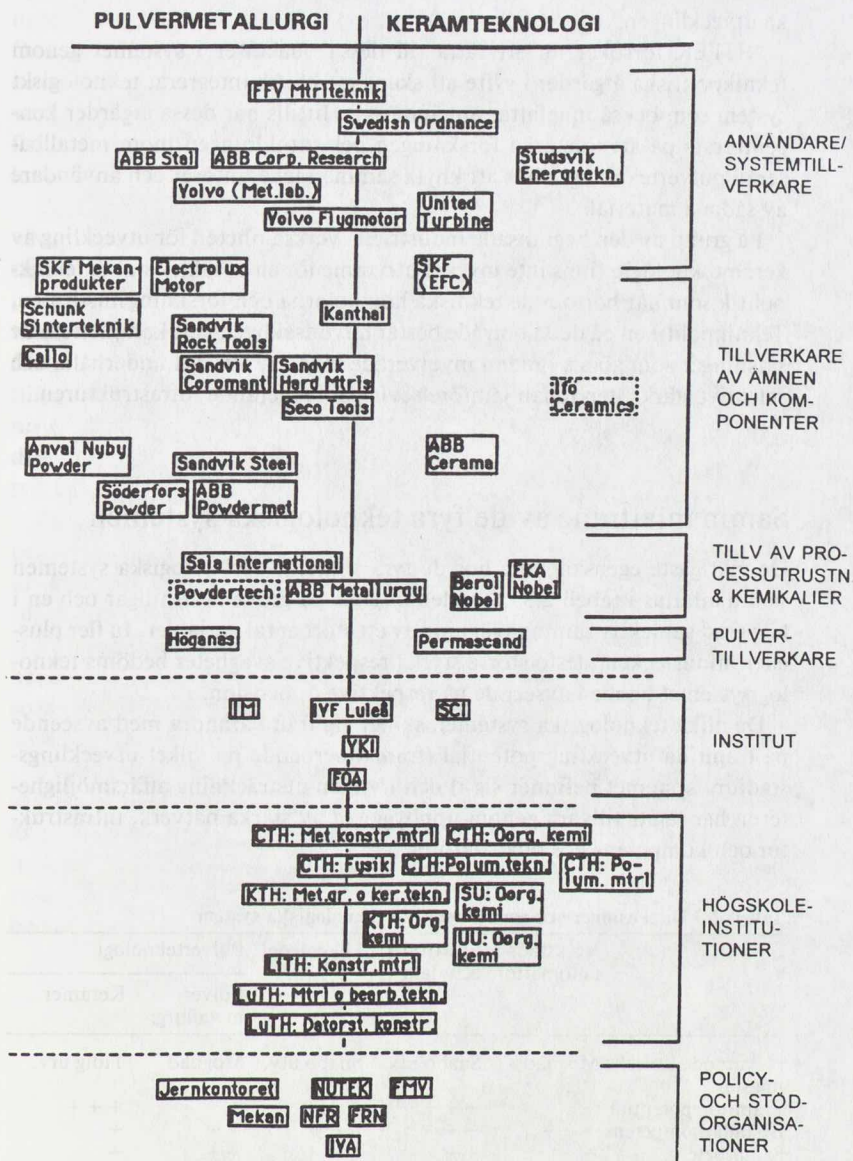 PULVERMETALLURGI
KERAMTEKNOLOGI
FFV Mtrlteknik
Swedish Ordnance
ABB Stal
ABB Corp. Research
Studsvik
Energitekn.
Volvo (Met.lab.)
Volvo Flygmotor
United
Turbine
ANVÄNDARE/
SYSTEMTILL-
VERKARE
SKF Mekan
produkter
Electrolux
Motor
SKF
(EFC)
Schunk
Sinterteknik
Kanthal
Sandvik
Rock Tools
Callo
Sandvik
Coromant
Sandvik
Hard Mtrls
Seco Tools
ITo
Ceramics
TILLVERKARE
AV ÄMNEN
OCH KOM-
PONENTER
Anval Nyby
Powder
ABB
Cerama
Sandvik Steel
Söderfors
Powder
ABB
Powdermet
Sala International
Powdertech.
ABB Metallurgy
Berol
Nobel
EKA
Nobel
TILLV AV PRO-
CESSUTRUSTN.
& KEMIKALIER
Höganäs
Permascand
PULVER-
TILLVERKARE
IM
IVF Luleå
SCI
YKI
FOA
INSTITUT
CTH: Met.konstr.mtrl
CTH: Oorg. kemi
CTH: Fysik
CTH:Polym.tekn
CTH: Po-
lym. mtrl
KTH: Met.gr. o ker.tekn.
SU: Oorg.
kemi
KTH: Org.
kemi
UU: Oorg.
kemi
LiTH: Konstr.mtrl
LuTH: Mtrl o bearb.tekn.
LuTH: Datorst. konstr.
HÖGSKOLE-
INSTITU-
TIONER
Jernkontoret
NUTEK
FMV
Mekan
NFR
FRN
IVA
POLICY-
OCH STÖD-
ORGANISA-
TIONER